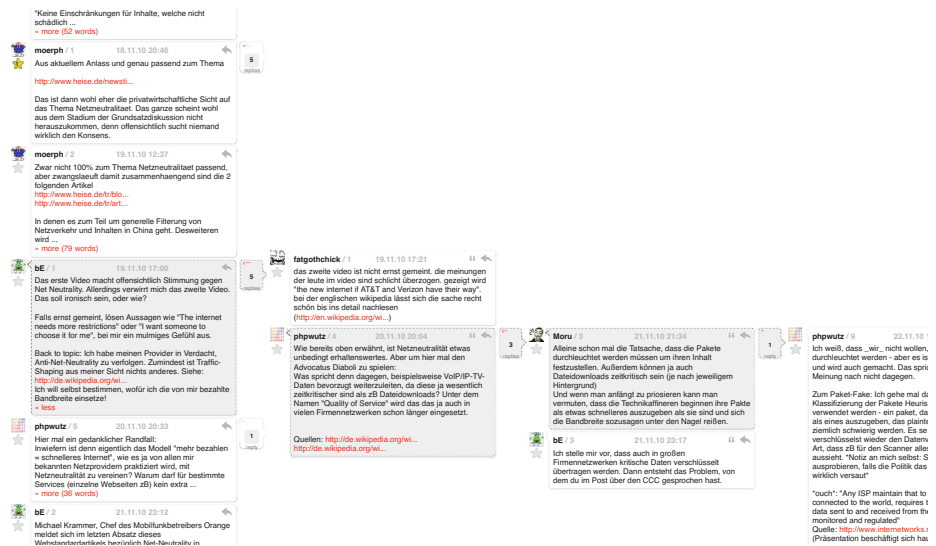 "Keine Einschränkungen für Inhalte, welche nicht
schädlich ...
» more (52 words)
moerph / 1 18.11.10 20:46
Aus aktuellem Anlass und genau passend zum Thema
http://www.heise.de/newsti...
Das ist dann wohl eher die privatwirtschaftliche Sicht auf
das Thema Netzneutralitaet. Das ganze scheint wohl
aus dem Stadium der Grundsatzdiskussion nicht
herauszukommen, denn offensichtlich sucht niemand
wirklich den Konsens.
5
replies
moerph / 2 19.11.10 12:37
Zwar nicht 100% zum Thema Netzneutralitaet passend,
aber zwangslaeuft damit zusammenhaengend sind die 2
folgenden Artikel
http://www.heise.de/tr/blo...
http://www.heise.de/tr/art...
In denen es zum Teil um generelle Filterung von
Netzverkehr und Inhalten in China geht. Desweiteren
wird ...
» more (79 words)
bE / 1 19.11.10 17:00
Das erste Video macht offensichtlich Stimmung gegen
Net Neutrality. Allerdings verwirrt mich das zweite Video.
Das soll ironisch sein, oder wie?
Falls ernst gemeint, lösen Aussagen wie "The internet
needs more restrictions" oder "I want someone to
choose it for me", bei mir ein mulmiges Gefühl aus.
Back to topic: Ich habe meinen Provider in Verdacht,
Anti-Net-Neutrality zu verfolgen. Zumindest ist Traffic-
Shaping aus meiner Sicht nichts anderes. Siehe:
http://de.wikipedia.org/wi...
Ich will selbst bestimmen, wofür ich die von mir bezahlte
Bandbreite einsetze!
» less
5
replies
phpwutz / 5 20.11.10 20:33
Hier mal ein gedanklicher Randfall:
Inwiefern ist denn eigentlich das Modell "mehr bezahlen
= schnelleres Internet", wie es ja von allen mir
bekannten Netzprovidern praktiziert wird, mit
Netzneutralität zu vereinen? Warum darf für bestimmte
Services (einzelne Webseiten zB) kein extra ...
» more (36 words)
1
replies
bE / 2 21.11.10 23:12
Michael Krammer, Chef des Mobilfunkbetreibers Orange
meldet sich im letzten Absatz dieses
Webstandardartikels bezüglich Net-Neutrality in
fatgothchick / 1 19.11.10 17:21
das zweite video ist nicht ernst gemeint. die meinungen
der leute im video sind schlicht überzogen. gezeigt wird
"the new internet if AT&T and Verizon have their way".
bei der englischen wikipedia lässt sich die sache recht
schön bis ins detail nachlesen
(http://en.wikipedia.org/wi...)
phpwutz / 4 20.11.10 20:04
Wie bereits oben erwähnt, ist Netzneutralität etwas
unbedingt erhaltenswertes. Aber um hier mal den
Advocatus Diaboli zu spielen:
Was spricht denn dagegen, beispielsweise VoIP/IP-TV-
Daten bevorzugt weiterzuleiten, da diese ja wesentlich
zeitkritischer sind als zB Dateidownloads? Unter dem
Namen "Quality of Service" wird das das ja auch in
vielen Firmennetzwerken schon länger eingesetzt.
Quellen: http://de.wikipedia.org/wi...
http://de.wikipedia.org/wi...
3
replies
Moru / 3 21.11.10 21:34
Alleine schon mal die Tatsache, dass die Pakete
durchleuchtet werden müssen um ihren Inhalt
festzustellen. Außerdem können ja auch
Dateidownloads zeitkritisch sein (je nach jeweiligem
Hintergrund)
Und wenn man anfängt zu priosieren kann man
vermuten, dass die Technikaffineren beginnen ihre Pakte
als etwas schnelleres auszugeben als sie sind und sich
die Bandbreite sozusagen unter den Nagel reißen.
1
replies
bE / 3 21.11.10 23:17
Ich stelle mir vor, dass auch in großen
Firmennetzwerken kritische Daten verschlüsselt
übertragen werden. Dann entsteht das Problem, von
dem du im Post über den CCC gesprochen hast.
phpwutz / 9 22.11.10
Ich weiß, dass _wir_ nicht wollen,
durchleuchtet werden - aber es is
und wird auch gemacht. Das spric
Meinung nach nicht dagegen.
Zum Paket-Fake: Ich gehe mal da
Klassifizierung der Pakete Heuris
verwendet werden - ein paket, da
als eines auszugeben, das plainte
ziemlich schwierig werden. Es se
verschlüsselst wieder den Datenv
Art, dass zB für den Scanner alles
aussieht. *Notiz an mich selbst: S
ausprobieren, falls die Politik das
wirklich versaut*
*ouch*: "Any ISP maintain that to
connected to the world, requires t
data sent to and received from the
monitored and regulated"
Quelle: http://www.internetworks.
(Präsentation beschäftigt sich hau